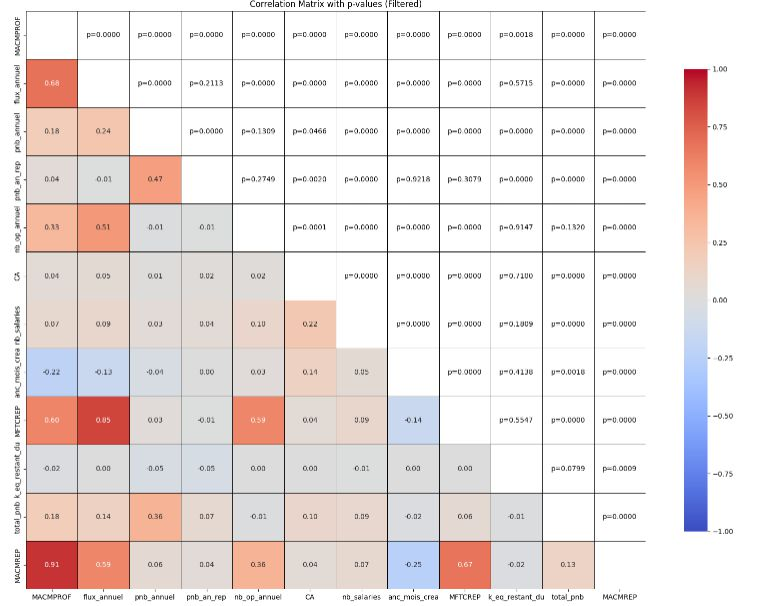 Correlation Matrix with p-values (Filtered)
MACMPROF p=0.0000 p=0.0000 p=0.0000 p=0.0000 p=0.0000 p=0.0000 p=0.0000 p=0.0000 p=0.0018 p=0.0000 p=0.0000
flux_annuel 0.68 p=0.0000 p=0.2113 p=0.0000 p=0.0000 p=0.0000 p=0.0000 p=0.0000 p=0.5715 p=0.0000 p=0.0000
pnb_annuel 0.18 0.24 p=0.0000 p=0.1309 p=0.0466 p=0.0000 p=0.0000 p=0.0000 p=0.0000 p=0.0000 p=0.0000
pnb_an_rep 0.04 -0.01 0.47 p=0.2749 p=0.0020 p=0.0000 p=0.9218 p=0.3079 p=0.0000 p=0.0000 p=0.0000
nb_op_annuel 0.33 0.51 -0.01 -0.01 p=0.0001 p=0.0000 p=0.0000 p=0.0000 p=0.9147 p=0.1320 p=0.0000
CA 0.04 0.05 0.01 0.02 0.02 p=0.0000 p=0.0000 p=0.0000 p=0.7100 p=0.0000 p=0.0000
nb_salaries 0.07 0.09 0.03 0.04 0.10 0.22 p=0.0000 p=0.0000 p=0.1809 p=0.0000 p=0.0000
anc_mois_crea -0.22 -0.13 -0.04 0.00 0.03 0.14 0.05 p=0.0000 p=0.4138 p=0.0018 p=0.0000
MFTCREP 0.60 0.85 0.03 -0.01 0.59 0.04 0.09 -0.14 p=0.5547 p=0.0000 p=0.0000
k_eq_restant_du -0.02 0.00 -0.05 -0.05 0.00 0.00 -0.01 0.00 0.00 p=0.0799 p=0.0009
total_pnb 0.18 0.14 0.36 0.07 -0.01 0.10 0.09 -0.02 0.06 -0.01 p=0.0000
MACMREP 0.91 0.59 0.06 0.04 0.36 0.04 0.07 -0.25 0.67 -0.02 0.13
MACMPROF flux_annuel pnb_annuel pnb_an_rep nb_op_annuel CA nb_salaries anc_mois_crea MFTCREP k_eq_restant_du total_pnb MACMREP
1.00
0.75
0.50
0.25
0.00
−0.25
−0.50
−0.75
−1.00